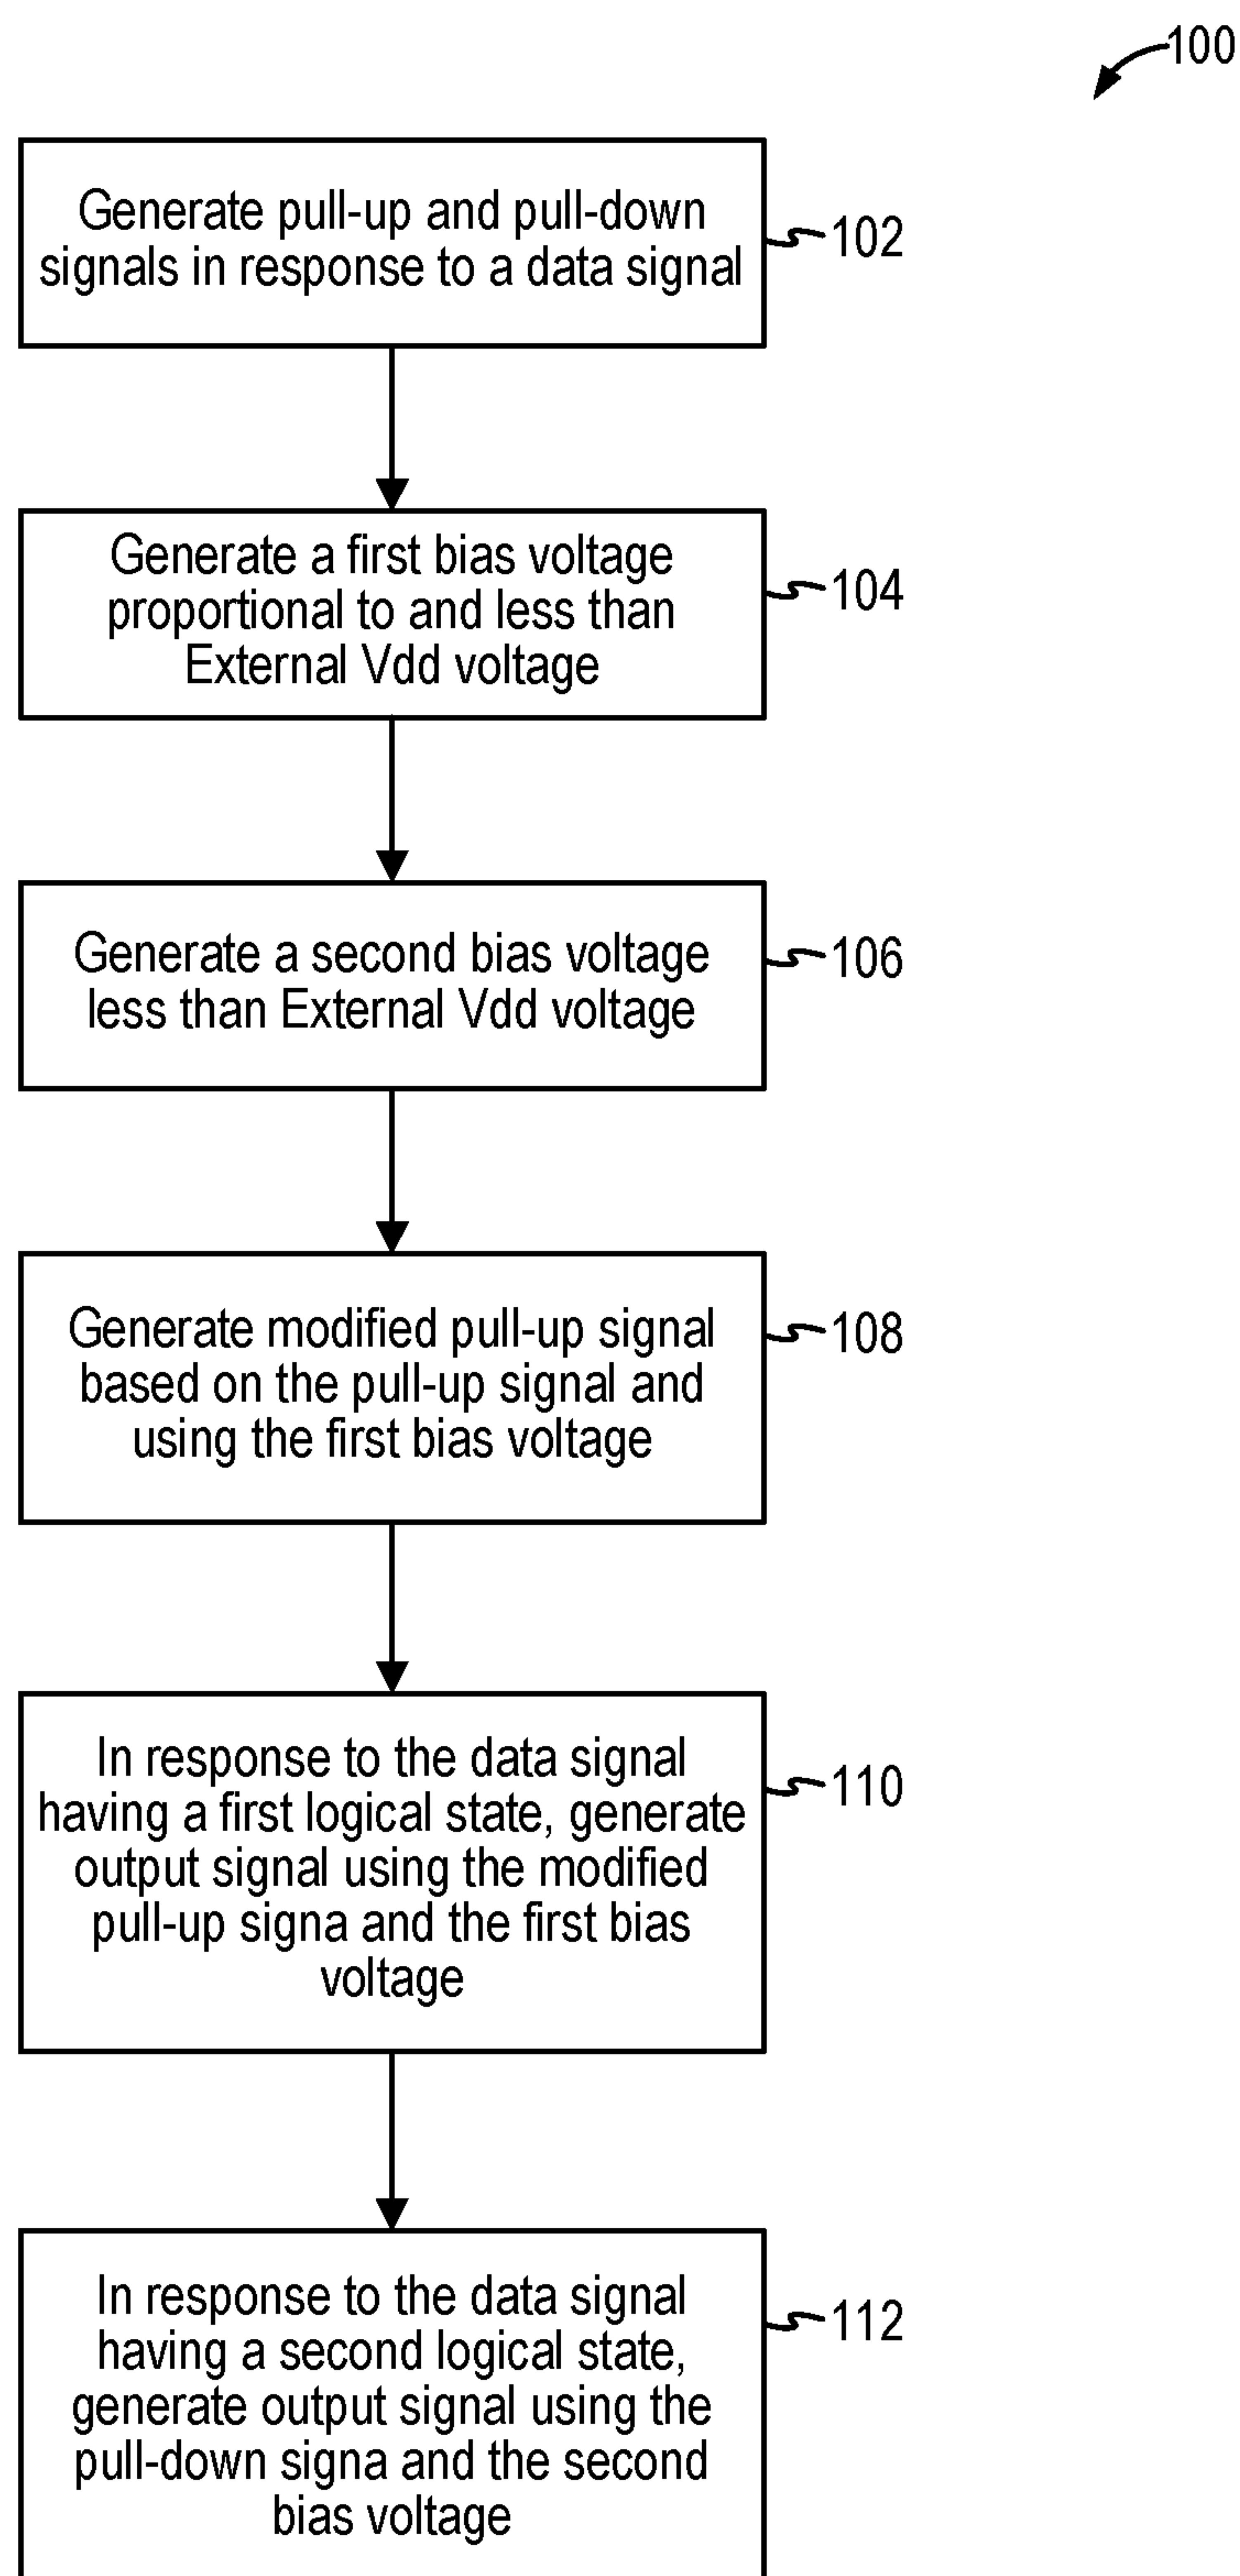 100
Generate pull-up and pull-down
signals in response to a data signal
102
Generate a first bias voltage
proportional to and less than
External Vdd voltage
104
Generate a second bias voltage
less than External Vdd voltage
106
Generate modified pull-up signal
based on the pull-up signal and
using the first bias voltage
108
In response to the data signal
having a first logical state, generate
output signal using the modified
pull-up signa and the first bias
voltage
110
In response to the data signal
having a second logical state,
generate output signal using the
pull-down signa and the second
bias voltage
112